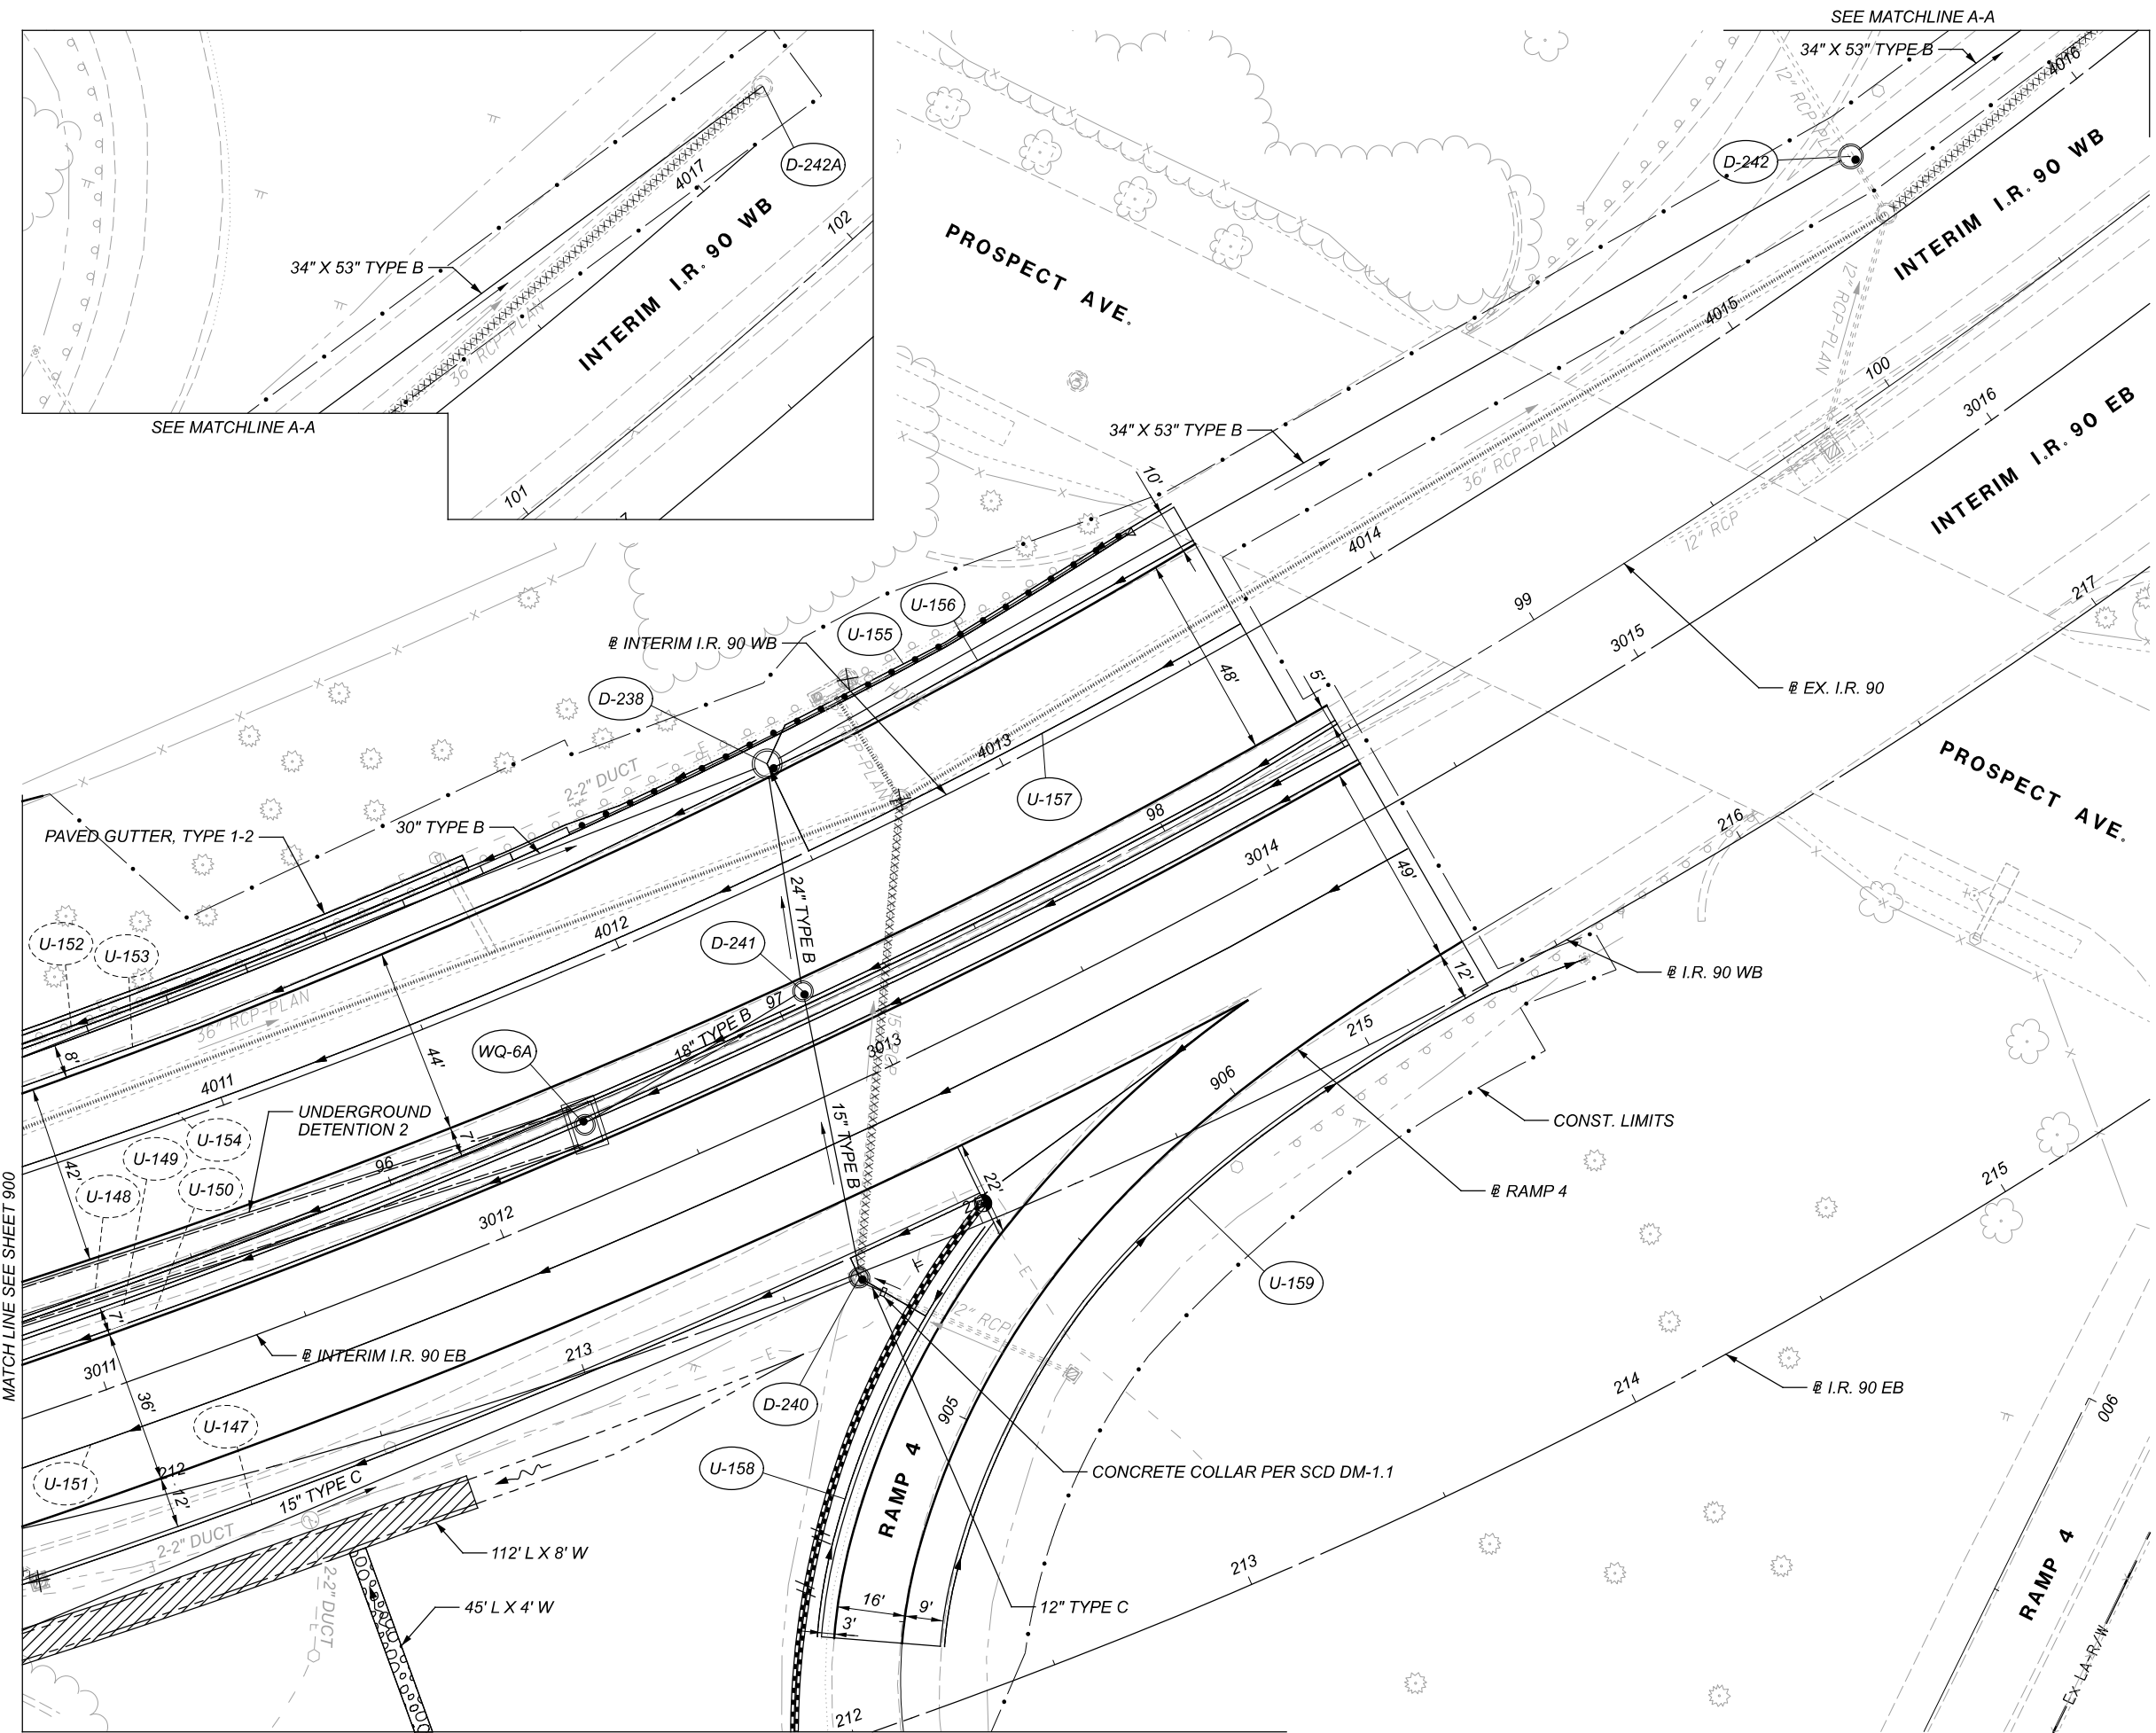 SEE MATCHLINE A-A
34" X 53" TYPE B
12" RCP-PLAN
4016
D-242
D-242A
4017
102
INTERIM I.R. 90 WB
34" X 53" TYPE B
36" RCP-PLAN
SEE MATCHLINE A-A
101
INTERIM I.R. 90 WB
PROSPECT AVE.
4015
12" RCP-PLAN
100
3016
INTERIM I.R. 90 EB
34" X 53" TYPE B
36" RCP-PLAN
10'
4014
12" RCP
99
217
U-156
U-155
℄ INTERIM I.R. 90 WB
3015
48'
5'
℄ EX. I.R. 90
D-238
4013
U-157
PROSPECT AVE.
2-2" DUCT
98
216
PAVED GUTTER, TYPE 1-2
30" TYPE B
3014
49'
24" TYPE B
U-152
U-153
4012
D-241
12'
℄ I.R. 90 WB
36" RCP-PLAN
97
18" TYPE B
215
8'
44'
WQ-6A
3013
4011
906
UNDERGROUND
DETENTION 2
CONST. LIMITS
U-154
7'
15" TYPE B
U-149
42'
96
U-148
U-150
22'
℄ RAMP 4
215
3012
MATCH LINE SEE SHEET 900
U-159
7'
12" RCP
℄ INTERIM I.R. 90 EB
3011
213
36'
D-240
214
℄ I.R. 90 EB
905
900
U-147
U-151
212
12'
15" TYPE C
U-158
CONCRETE COLLAR PER SCD DM-1.1
RAMP 4
2-2" DUCT
112' L X 8' W
213
2-2" DUCT
45' L X 4' W
16'
9'
3'
12" TYPE C
RAMP 4
Ex LA-R/W
212